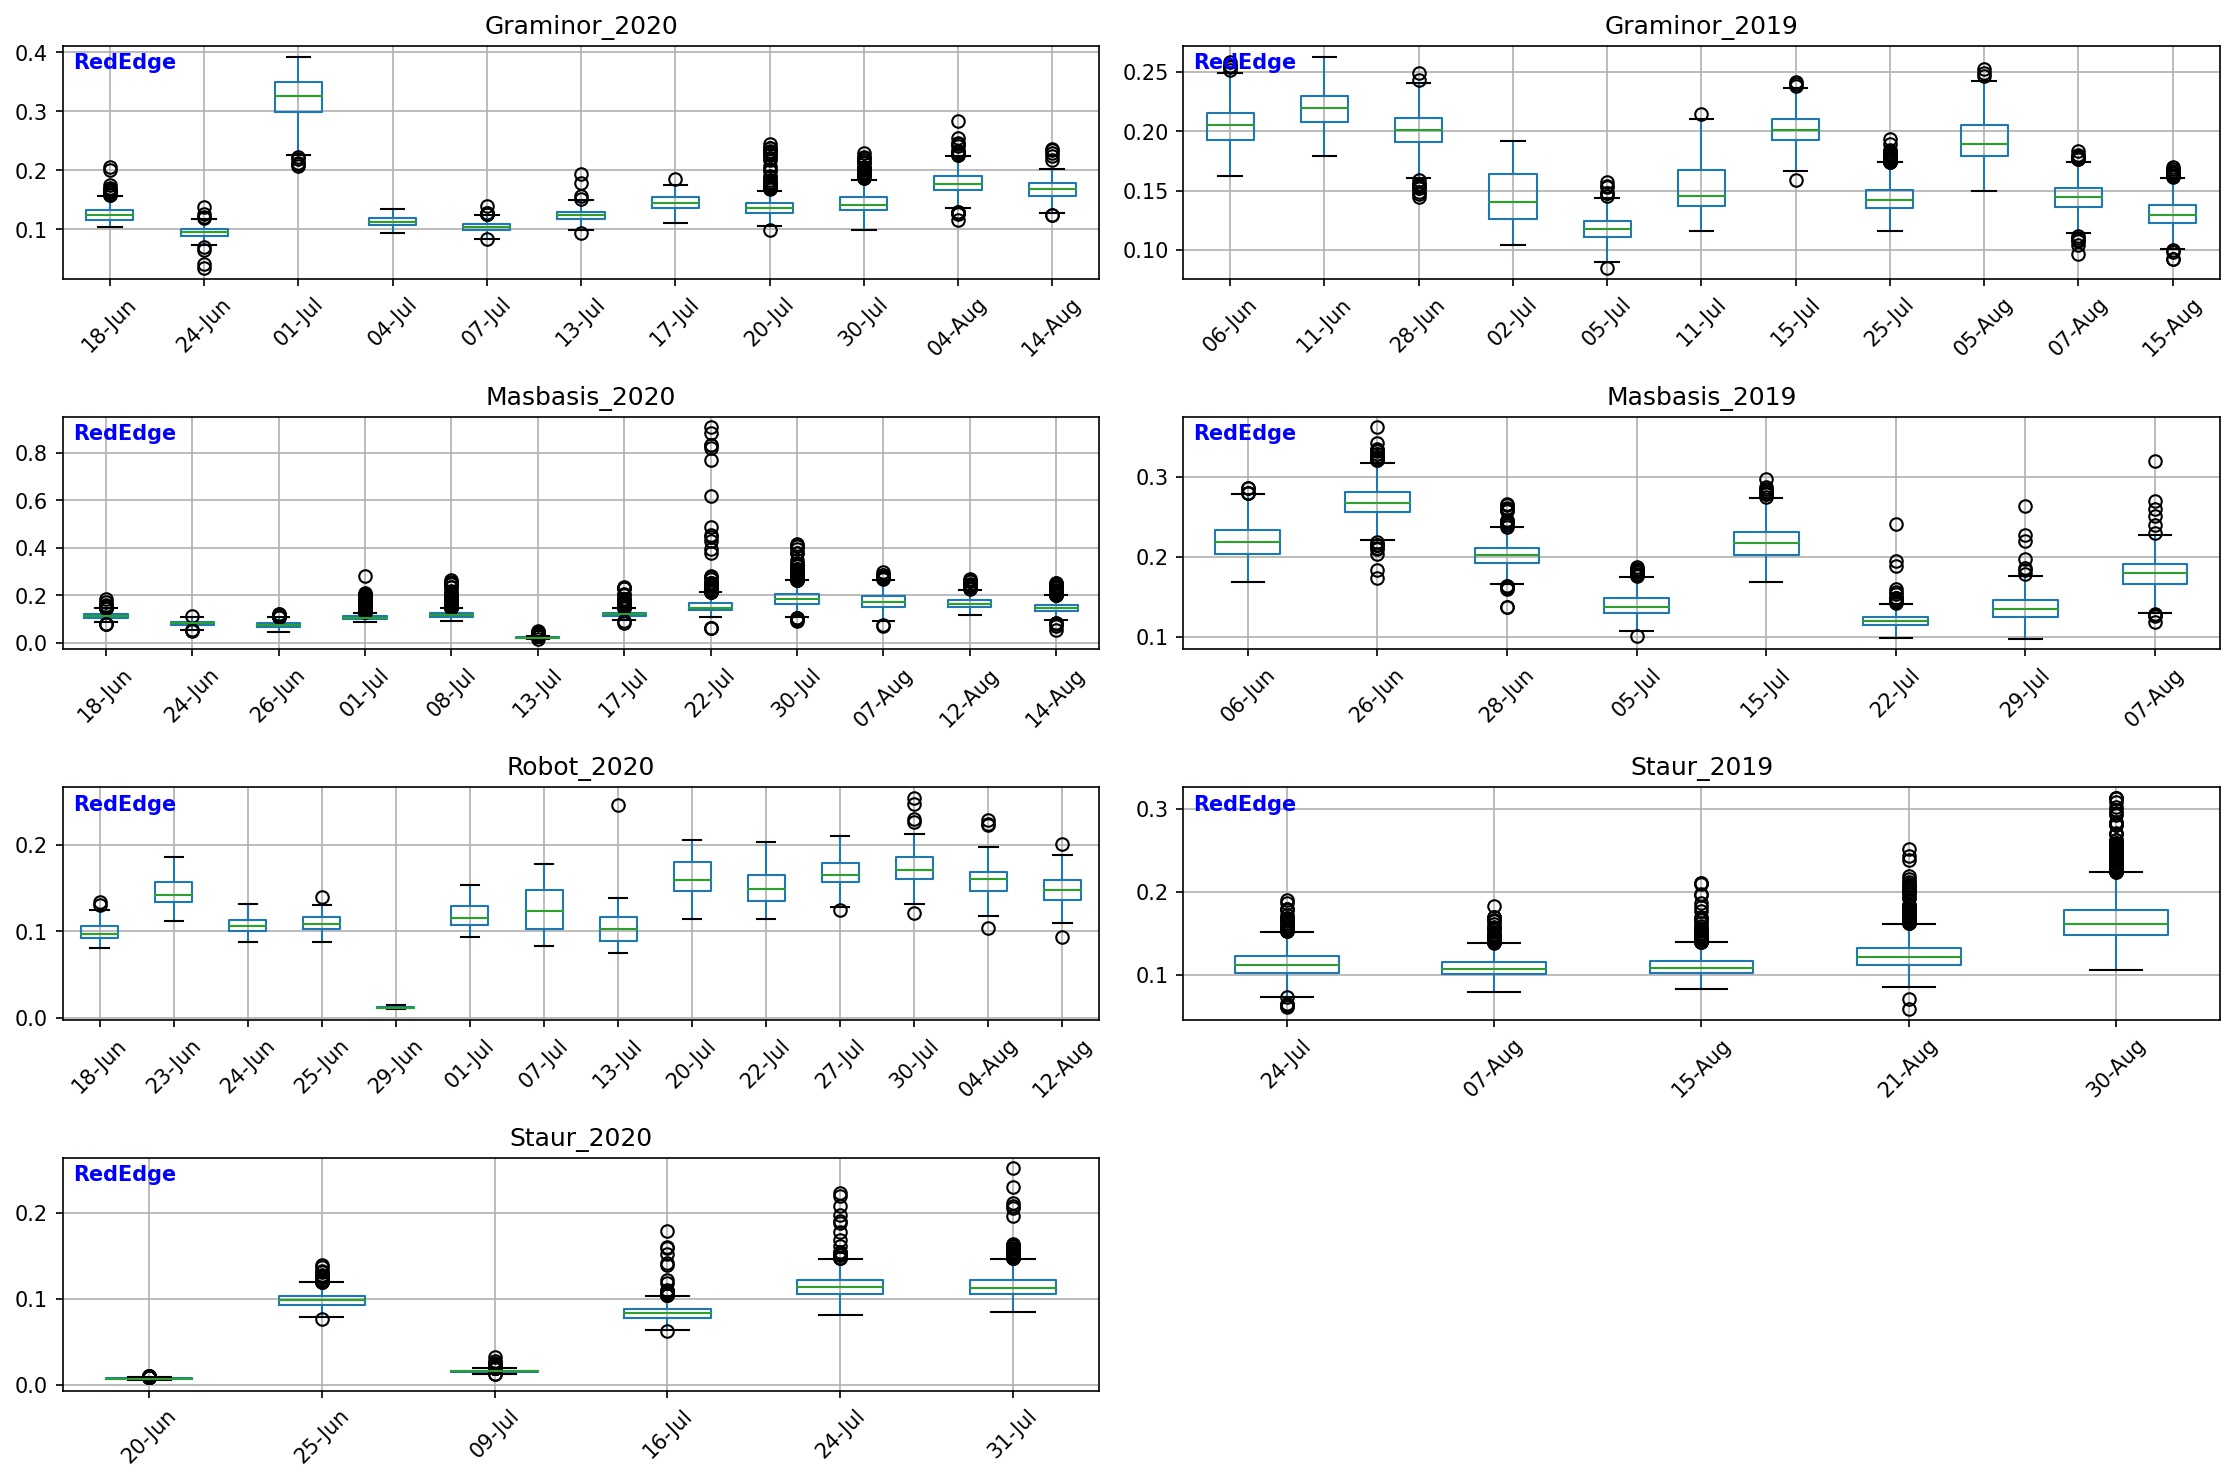 Graminor_2020
RedEdge
0.4
0.3
0.2
0.1
18-Jun 24-Jun 01-Jul 04-Jul 07-Jul 13-Jul 17-Jul 20-Jul 30-Jul 04-Aug 14-Aug
Graminor_2019
RedEdge
0.25
0.20
0.15
0.10
06-Jun 11-Jun 28-Jun 02-Jul 05-Jul 11-Jul 15-Jul 25-Jul 05-Aug 07-Aug 15-Aug
Masbasis_2020
RedEdge
0.8
0.6
0.4
0.2
0.0
18-Jun 24-Jun 26-Jun 01-Jul 08-Jul 13-Jul 17-Jul 22-Jul 30-Jul 07-Aug 12-Aug 14-Aug
Masbasis_2019
RedEdge
0.3
0.2
0.1
06-Jun 26-Jun 28-Jun 05-Jul 15-Jul 22-Jul 29-Jul 07-Aug
Robot_2020
RedEdge
0.2
0.1
0.0
18-Jun 23-Jun 24-Jun 25-Jun 29-Jun 01-Jul 07-Jul 13-Jul 20-Jul 22-Jul 27-Jul 30-Jul 04-Aug 12-Aug
Staur_2019
RedEdge
0.3
0.2
0.1
24-Jul 07-Aug 15-Aug 21-Aug 30-Aug
Staur_2020
RedEdge
0.2
0.1
0.0
20-Jun 25-Jun 09-Jul 16-Jul 24-Jul 31-Jul